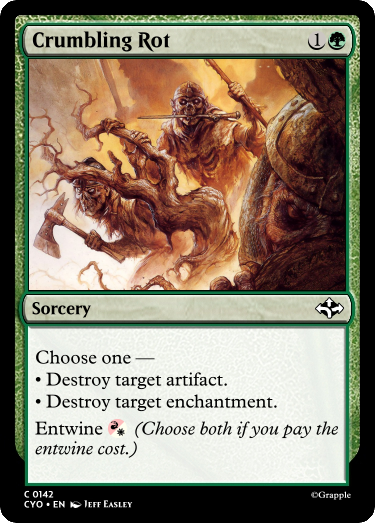 Crumbling Rot 1
Sorcery
Choose one —
• Destroy target artifact.
• Destroy target enchantment.
Entwine (Choose both if you pay the
entwine cost.)
C 0142
CYO • EN Jeff Easley
©Grapple